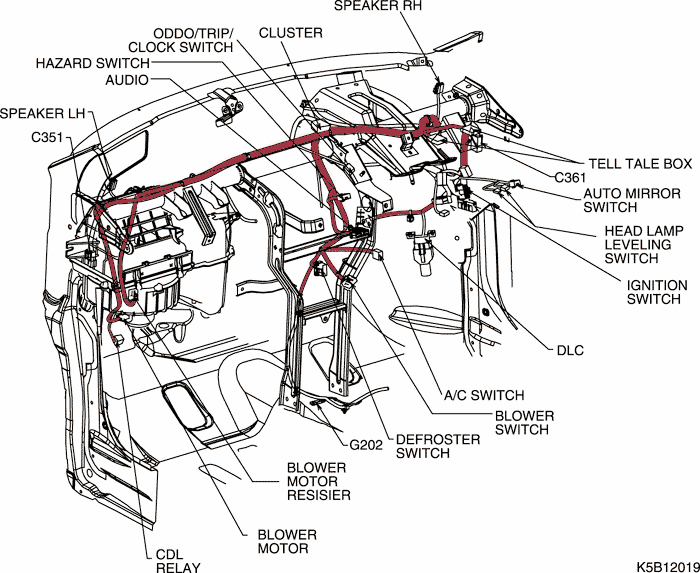 SPEAKER RH
ODDO/TRIP/
CLOCK SWITCH
CLUSTER
HAZARD SWITCH
AUDIO
SPEAKER LH
C351
TELL TALE BOX
C361
AUTO MIRROR
SWITCH
HEAD LAMP
LEVELING
SWITCH
IGNITION
SWITCH
DLC
A/C SWITCH
BLOWER
SWITCH
DEFROSTER
SWITCH
G202
BLOWER
MOTOR
RESISIER
BLOWER
MOTOR
CDL
RELAY
K5B12019